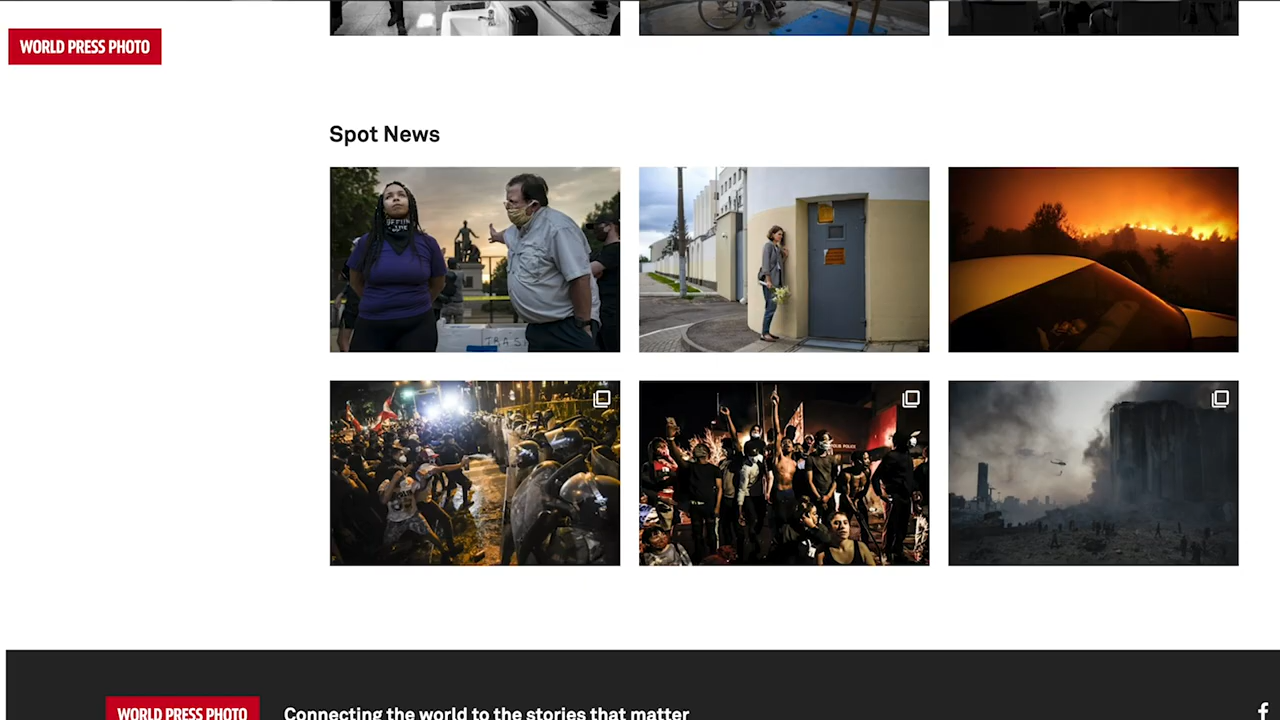 WORLD PRESS PHOTO
Spot News
WORLD PRESS PHOTO
Connecting the world to the stories that matter